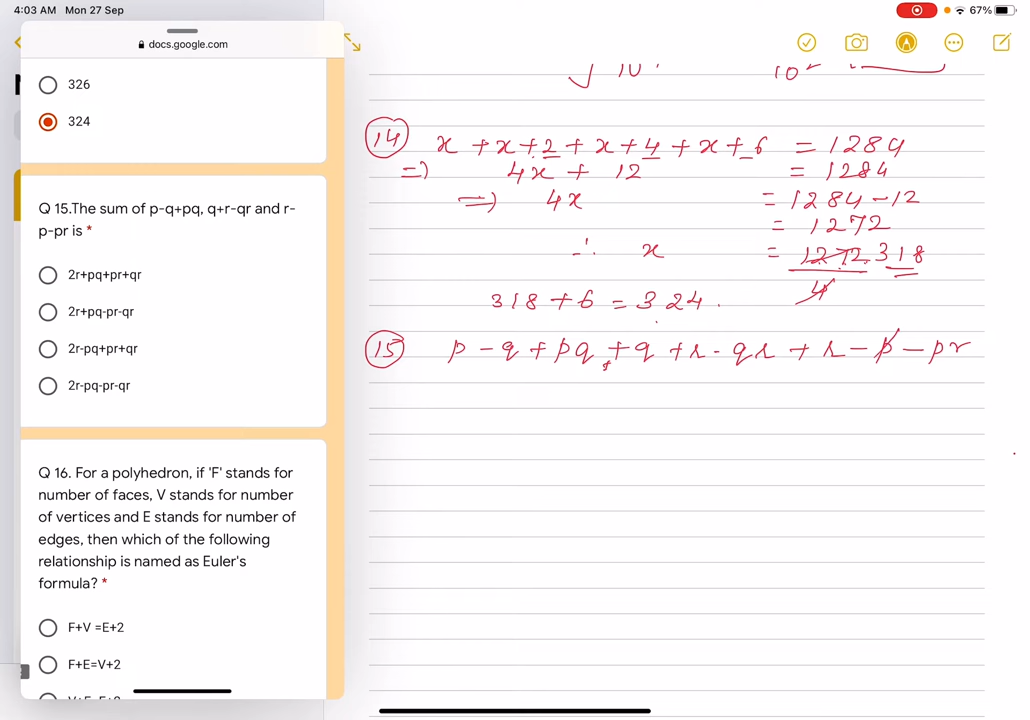 4:03 AM Mon 27 Sep
67%
docs.google.com
326
324
Q 15.The sum of p-q+pq, q+r-qr and r-
p-pr is *
2r+pq+pr+qr
2r+pq-pr-qr
2r-pq+pr+qr
2r-pq-pr-qr
Q 16. For a polyhedron, if 'F' stands for
number of faces, V stands for number
of vertices and E stands for number of
edges, then which of the following
relationship is named as Euler's
formula? *
F+V =E+2
F+E=V+2
14 x + x + 2 + x + 4 + x + 6 = 1284
=) 4x + 12 = 1284
=) 4x = 1284 - 12
= 1272
∴ x = 1272 318
4
318 + 6 = 324.
15 p - q + pq + q + r - qr + r - p - pr